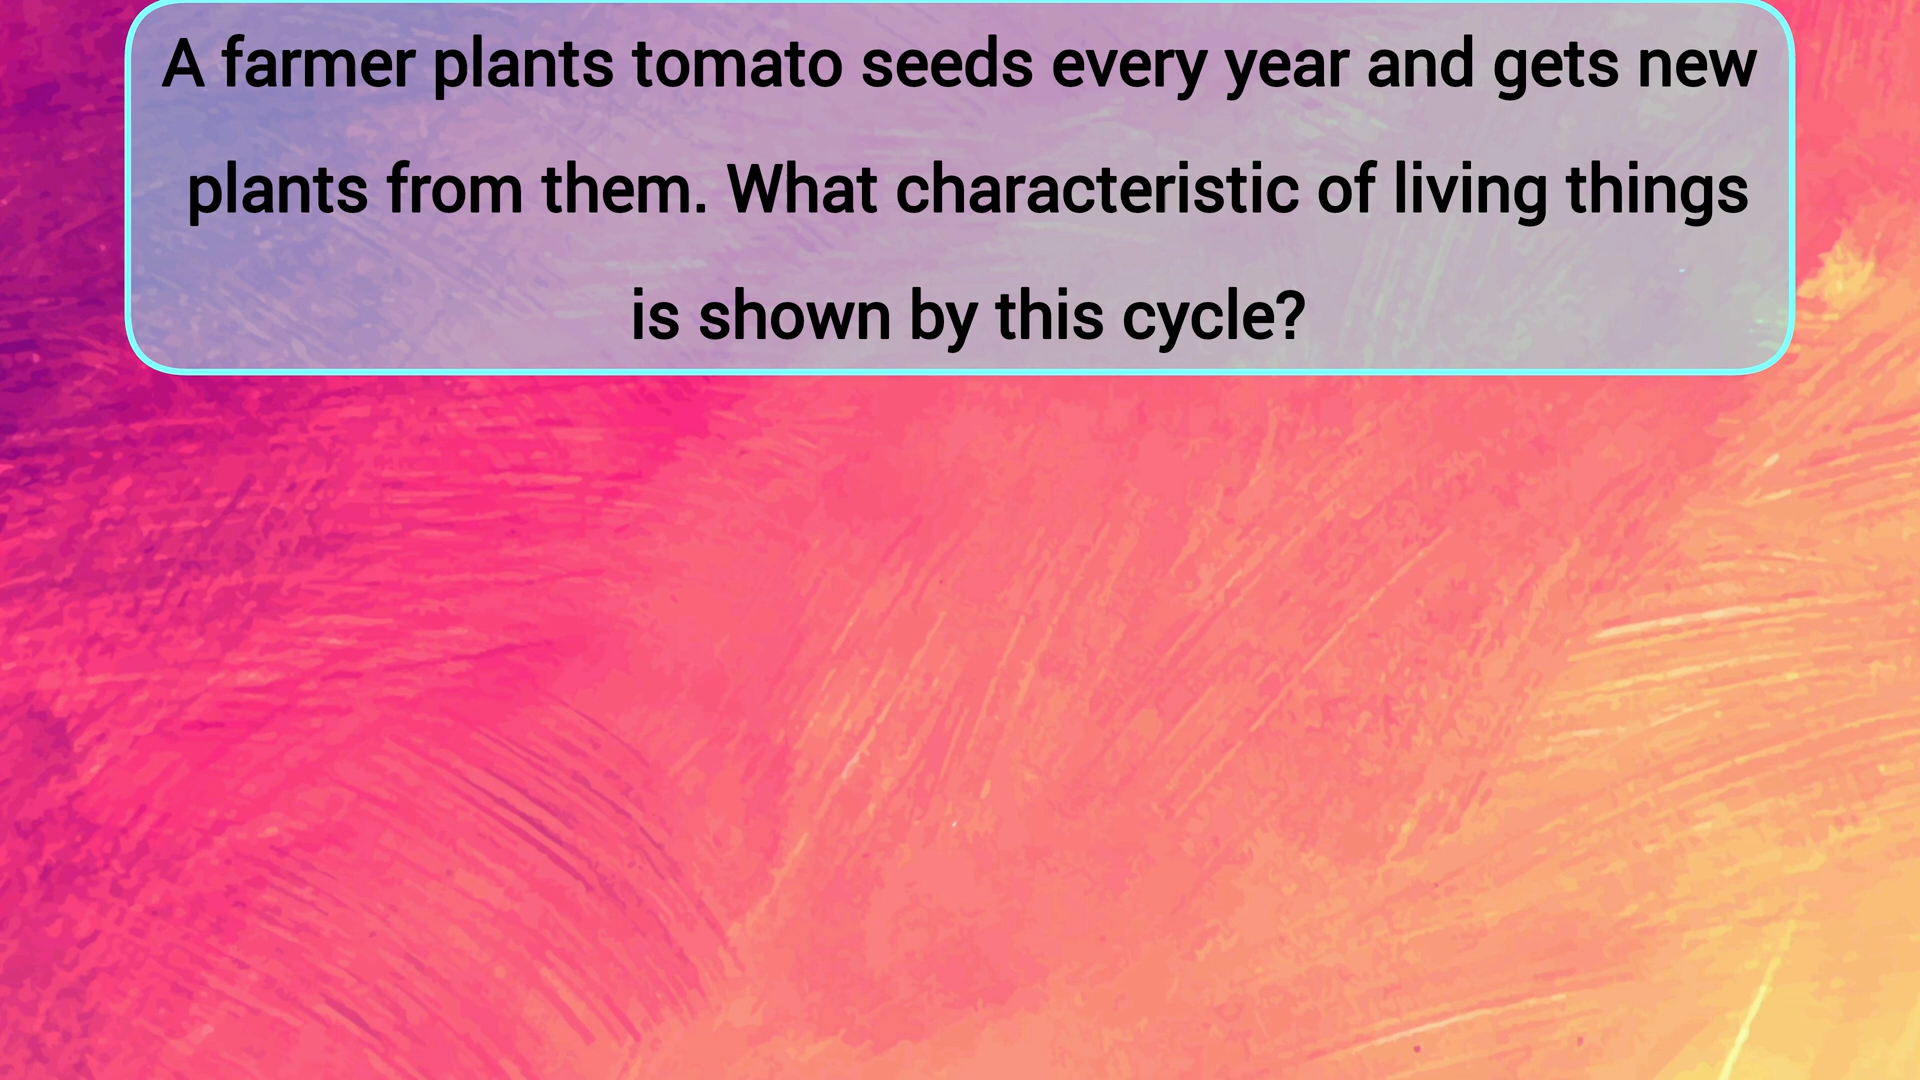 A farmer plants tomato seeds every year and gets new
plants from them. What characteristic of living things
is shown by this cycle?